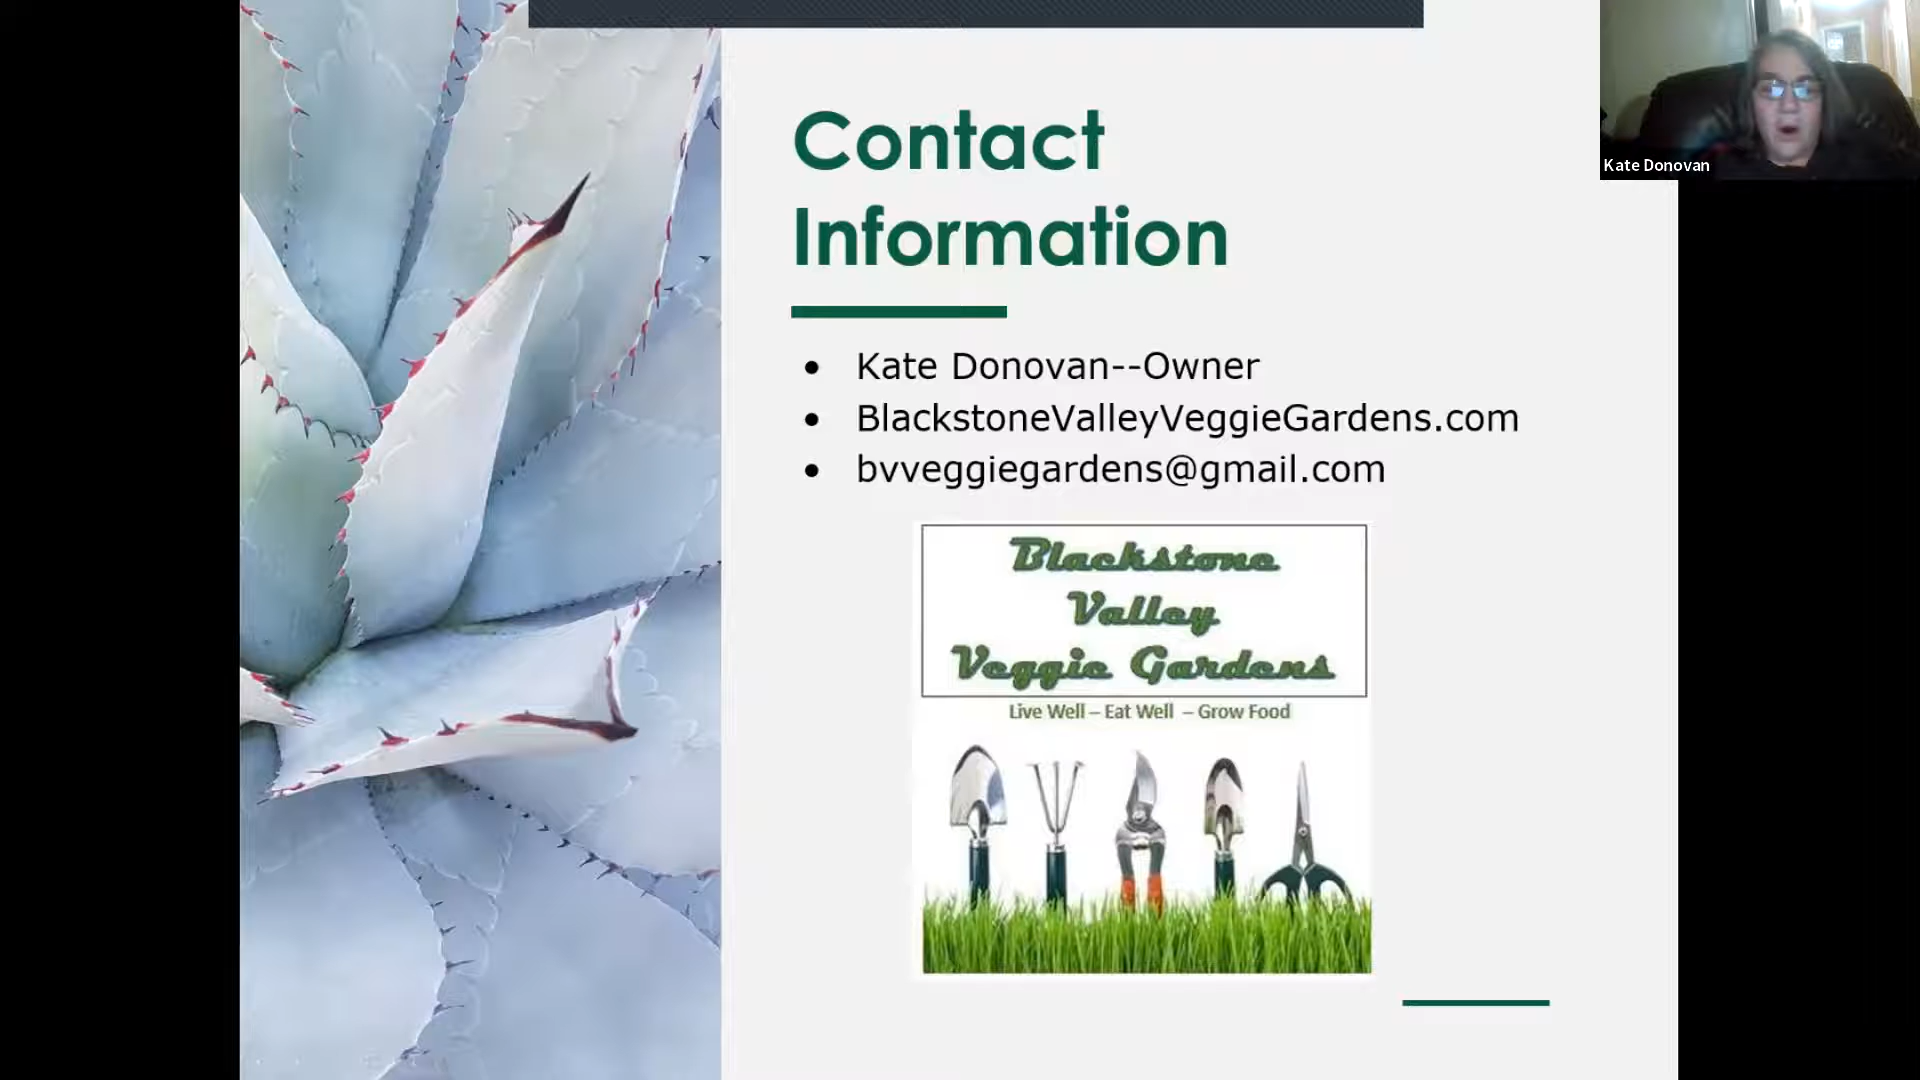 Contact
Information
Kate Donovan--Owner
BlackstoneValleyVeggieGardens.com
bvveggiegardens@gmail.com
Blackstone
Valley
Veggie Gardens
Live Well – Eat Well – Grow Food
Kate Donovan